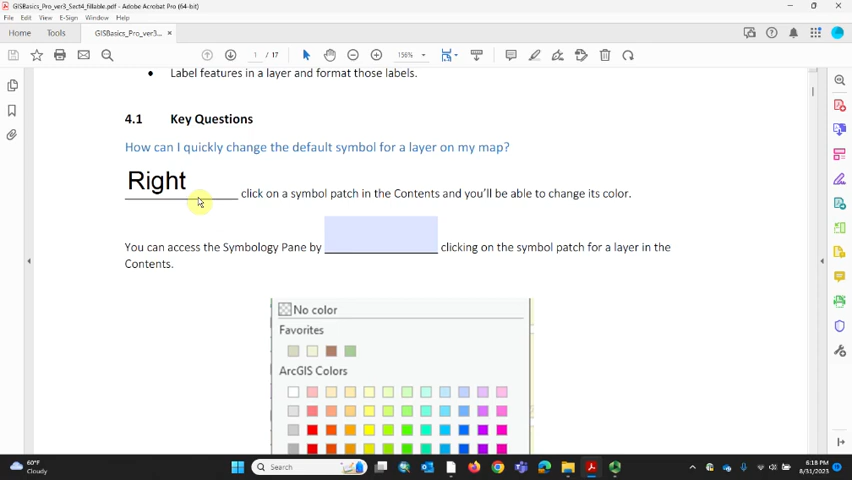 GISBasics_Pro_ver3_Sect4_fillable.pdf - Adobe Acrobat Pro (64-bit)
File Edit View E-Sign Window Help
Home Tools GISBasics_Pro_ver3... ×
1 / 17 156%
• Label features in a layer and format those labels.
4.1 Key Questions
How can I quickly change the default symbol for a layer on my map?
Right click on a symbol patch in the Contents and you'll be able to change its color.
You can access the Symbology Pane by clicking on the symbol patch for a layer in the
Contents.
No color
Favorites
ArcGIS Colors
60°F
Cloudy
Search
6:18 PM
8/31/2023